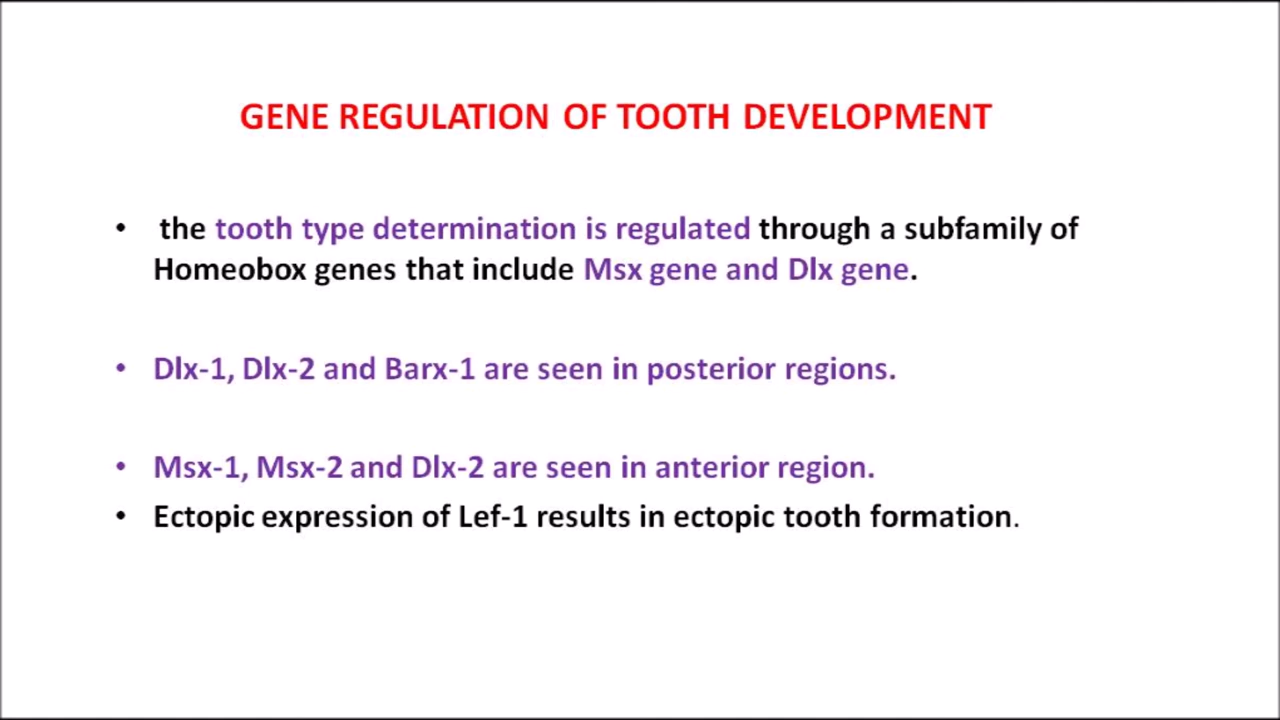 GENE REGULATION OF TOOTH DEVELOPMENT
• the tooth type determination is regulated through a subfamily of
Homeobox genes that include Msx gene and Dlx gene.
• Dlx-1, Dlx-2 and Barx-1 are seen in posterior regions.
• Msx-1, Msx-2 and Dlx-2 are seen in anterior region.
• Ectopic expression of Lef-1 results in ectopic tooth formation.